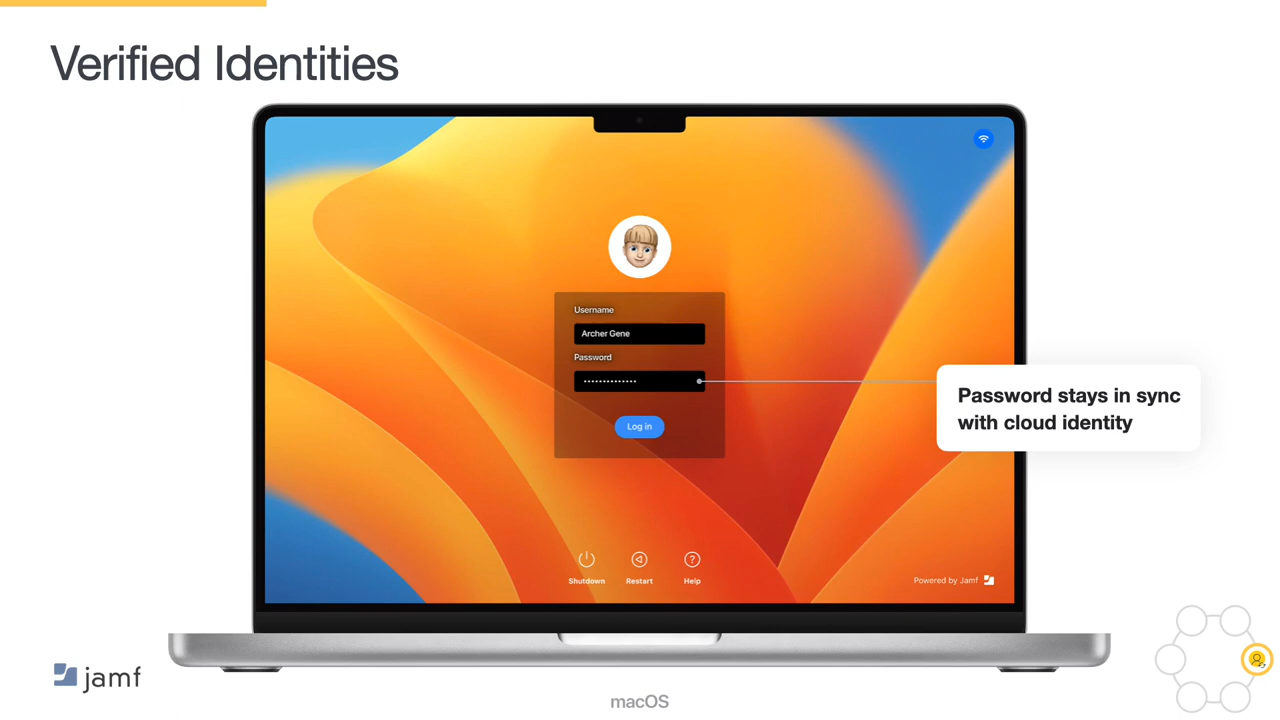 Verified Identities
Username
Archer Gene
Password
••••••••••••••
Log in
Password stays in sync
with cloud identity
Shutdown
Restart
Help
Powered by Jamf
jamf
macOS